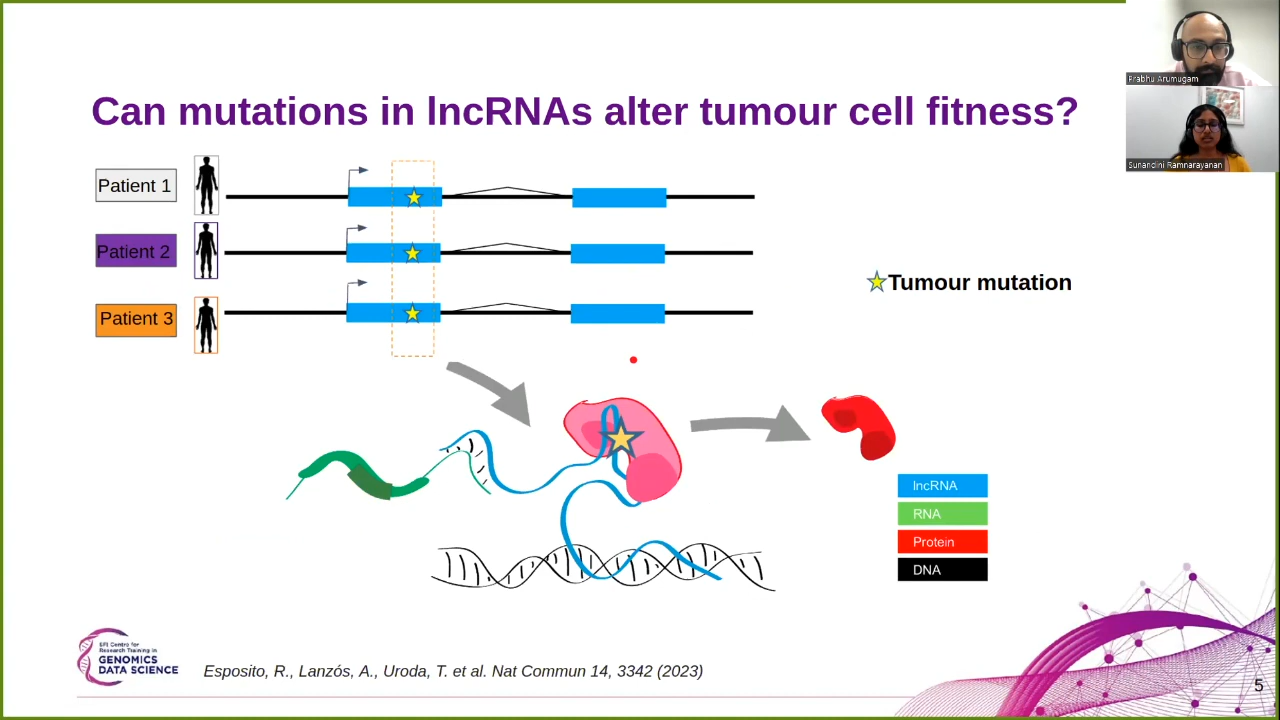 Prabhu Arumugam
Sunandini Ramnarayanan
Can mutations in lncRNAs alter tumour cell fitness?
Patient 1
Patient 2
Patient 3
Tumour mutation
lncRNA
RNA
Protein
DNA
SFI Centre for
Research Training in
GENOMICS
DATA SCIENCE
Esposito, R., Lanzós, A., Uroda, T. et al. Nat Commun 14, 3342 (2023)
5